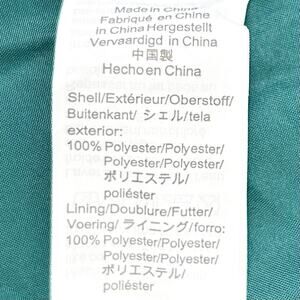 Made in China
Fabriqué en China
in China Hergestellt
Vervaardigd in China
中国製
Hecho en China
Shell/Extérieur/Oberstoff/
Buitenkant/ シェル/tela
exterior:
100% Polyester/Polyester/
Polyester/Polyester/
ポリエステル/
poliéster
Lining/Doublure/Futter/
Voering/ライニング/forro:
100% Polyester/Polyester/
Polyester/Polyester/
ポリエステル/
poliéster